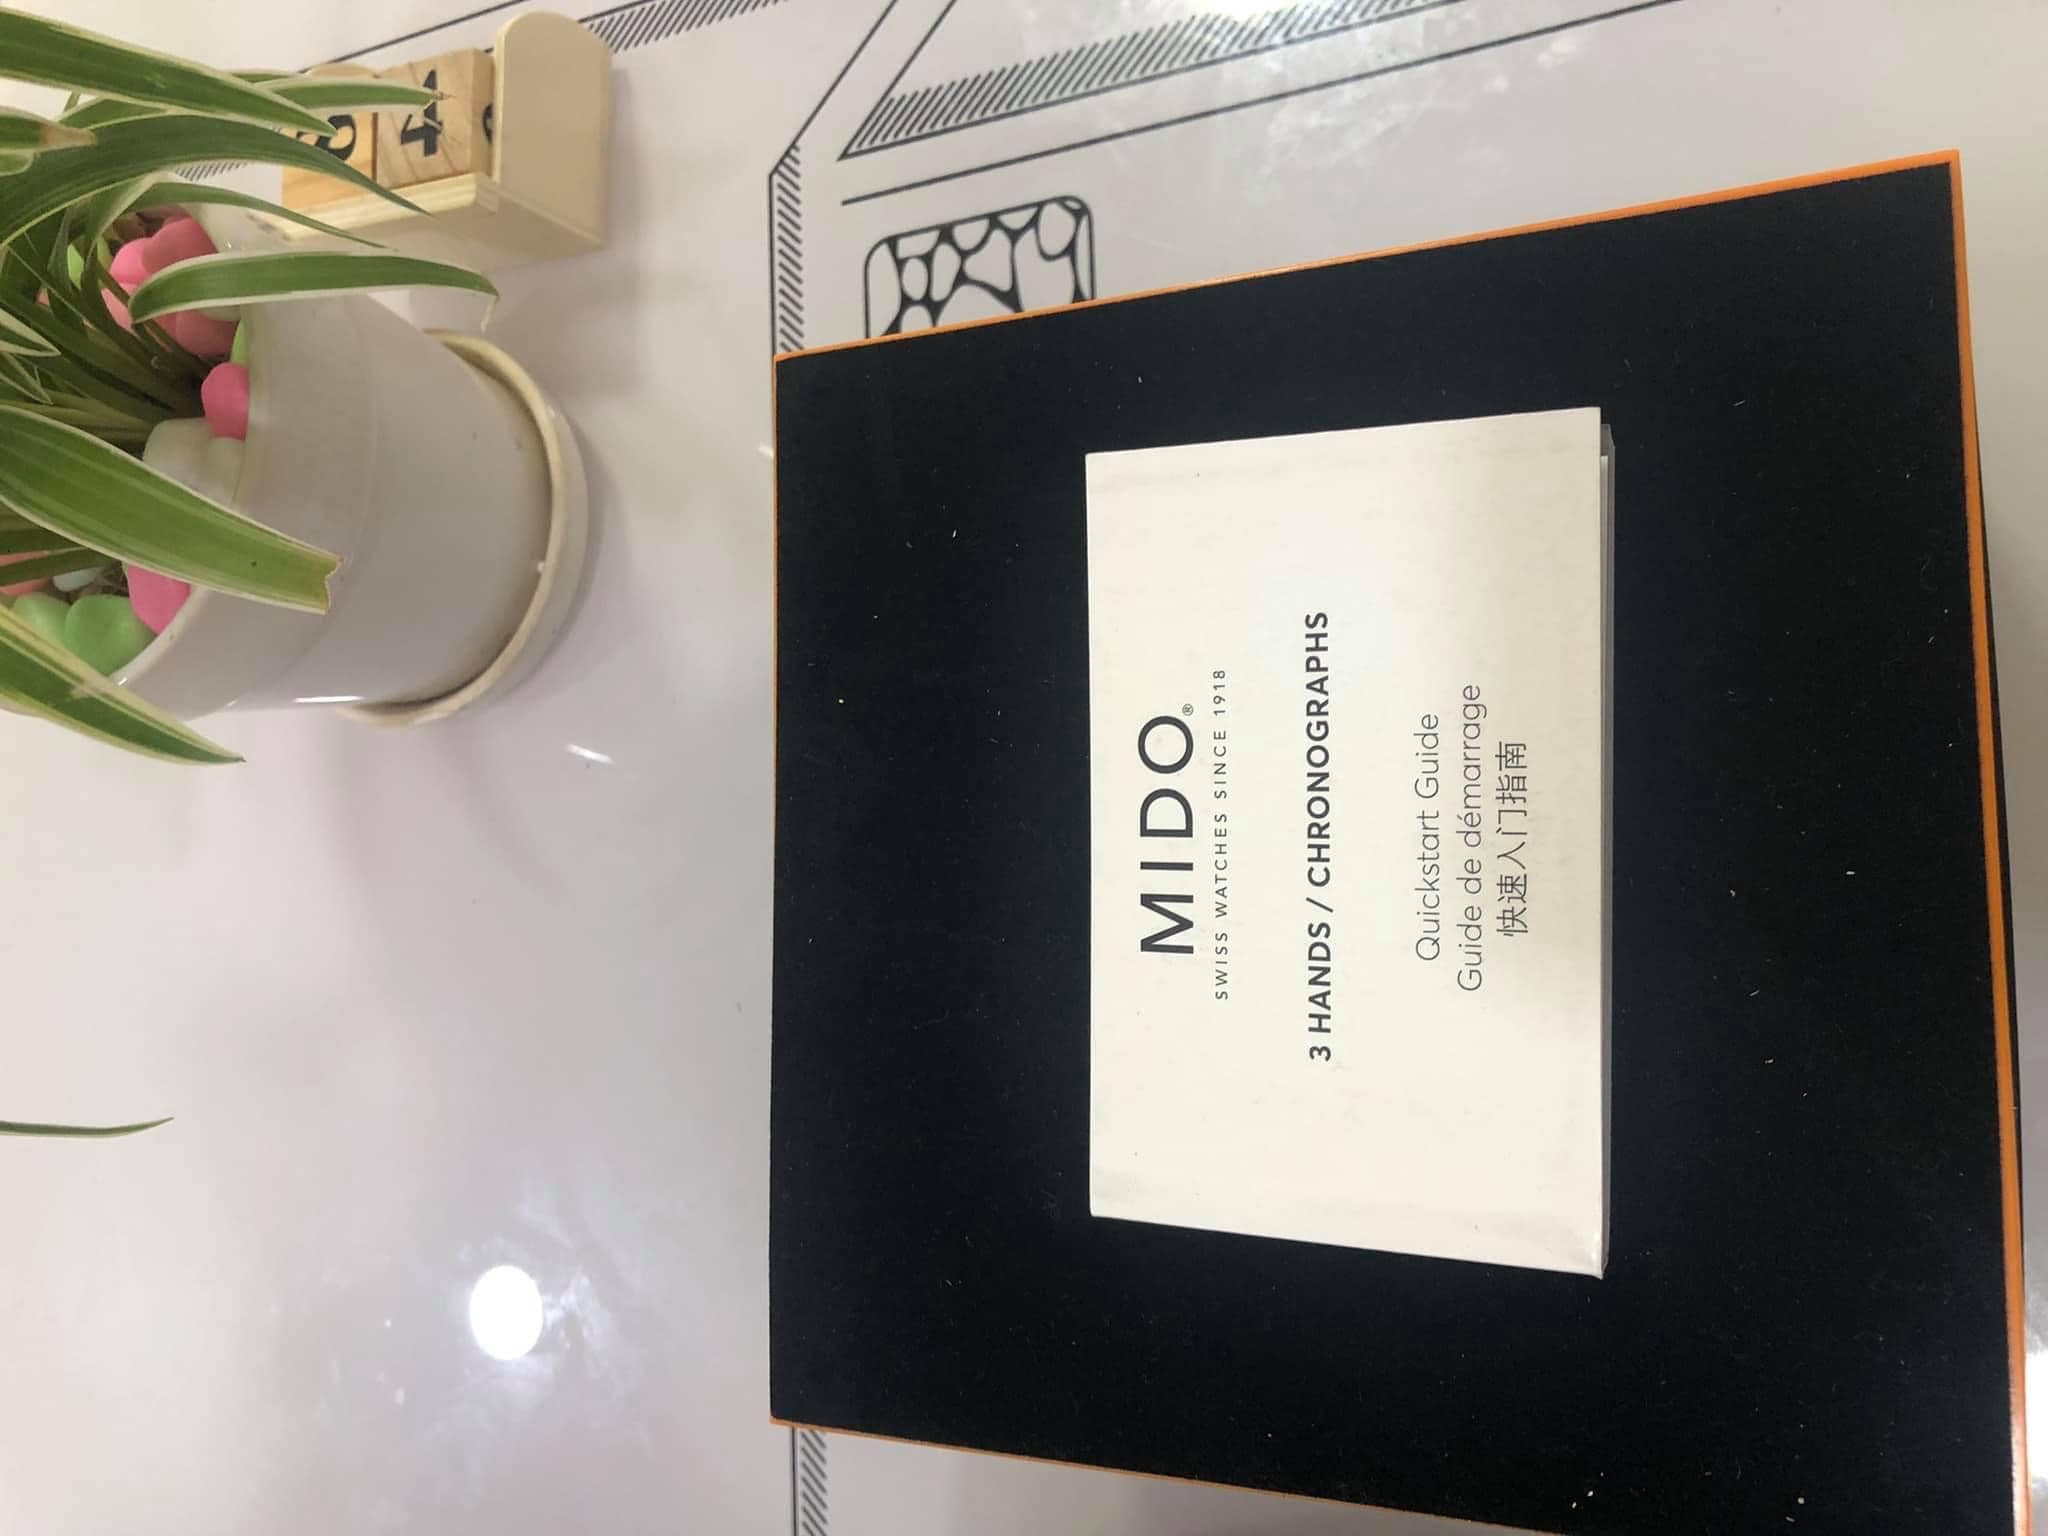 MIDO®
SWISS WATCHES SINCE 1918
3 HANDS / CHRONOGRAPHS
Quickstart Guide
Guide de démarrage
快速入门指南
4